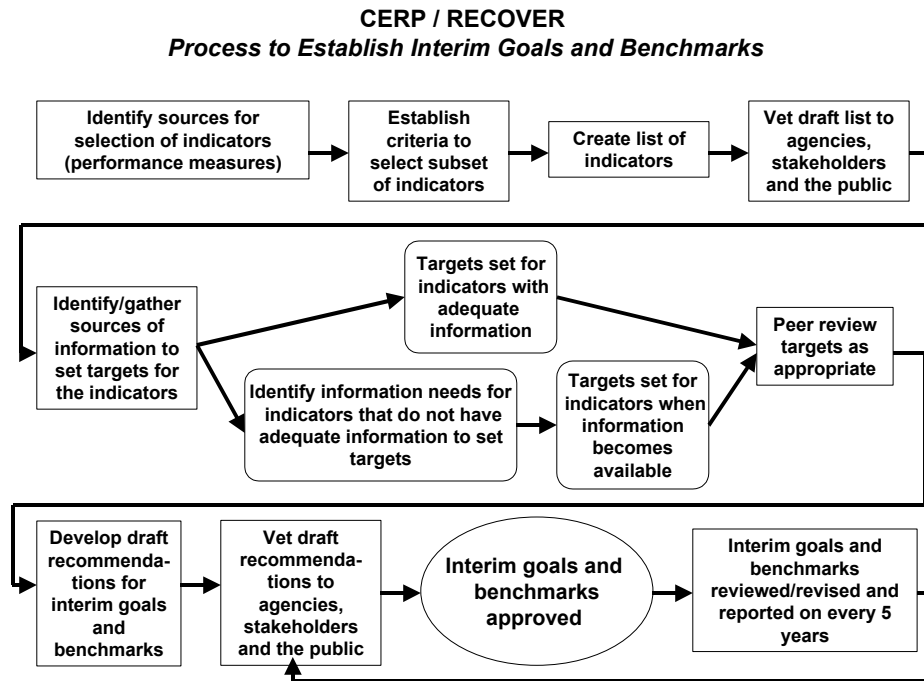 CERP / RECOVER
Process to Establish Interim Goals and Benchmarks
Identify sources for
selection of indicators
(performance measures)
Establish
criteria to
select subset
of indicators
Create list of
indicators
Vet draft list to
agencies,
stakeholders
and the public
Identify/gather
sources of
information to
set targets for
the indicators
Targets set for
indicators with
adequate
information
Identify information needs for
indicators that do not have
adequate information to set
targets
Targets set for
indicators when
information
becomes
available
Peer review
targets as
appropriate
Develop draft
recommenda-
tions for
interim goals
and
benchmarks
Vet draft
recommenda-
tions to
agencies,
stakeholders
and the public
Interim goals and
benchmarks
approved
Interim goals and
benchmarks
reviewed/revised and
reported on every 5
years